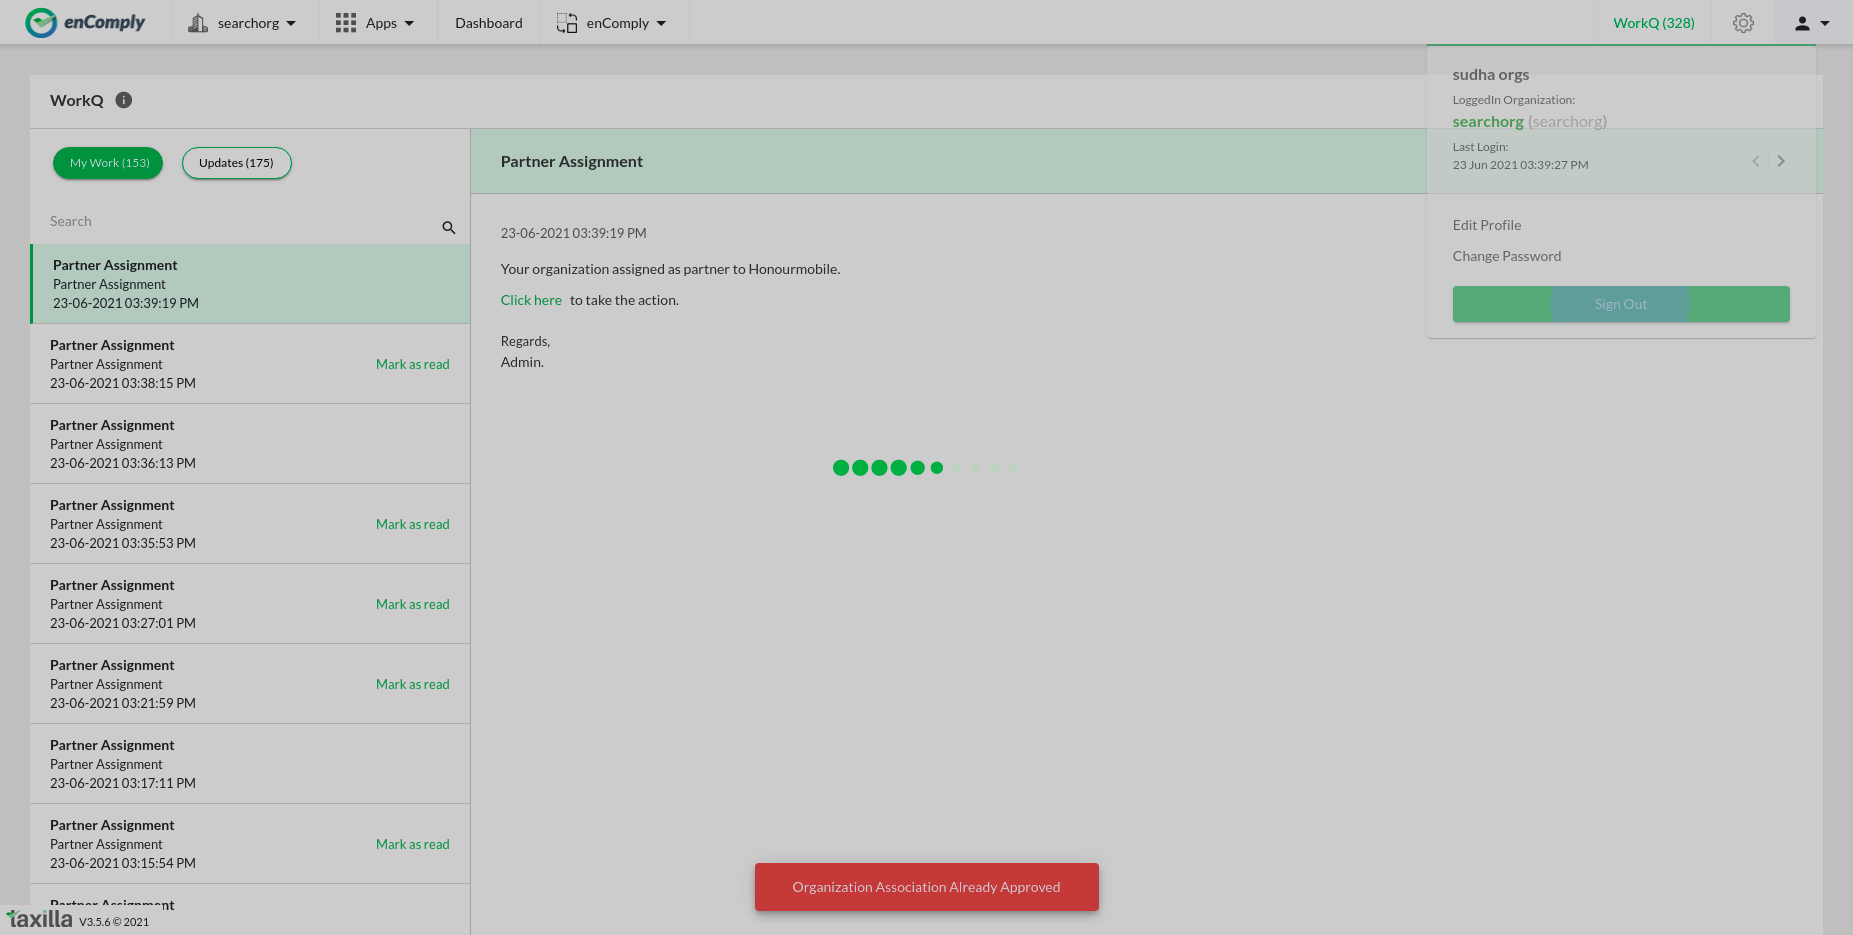 enComply
searchorg
Apps
Dashboard
enComply
WorkQ (328)
sudha orgs
LoggedIn Organization:
searchorg (searchorg)
Last Login:
23 Jun 2021 03:39:27 PM
Edit Profile
Change Password
Sign Out
WorkQ
My Work (153)
Updates (175)
Search
Partner Assignment
Partner Assignment
23-06-2021 03:39:19 PM
Partner Assignment
Partner Assignment
Mark as read
23-06-2021 03:38:15 PM
Partner Assignment
Partner Assignment
23-06-2021 03:36:13 PM
Partner Assignment
Partner Assignment
Mark as read
23-06-2021 03:35:53 PM
Partner Assignment
Partner Assignment
Mark as read
23-06-2021 03:27:01 PM
Partner Assignment
Partner Assignment
Mark as read
23-06-2021 03:21:59 PM
Partner Assignment
Partner Assignment
23-06-2021 03:17:11 PM
Partner Assignment
Partner Assignment
Mark as read
23-06-2021 03:15:54 PM
Partner Assignment
Partner Assignment
23-06-2021 03:39:19 PM
Your organization assigned as partner to Honourmobile.
Click here to take the action.
Regards,
Admin.
Organization Association Already Approved
taxilla V3.5.6 © 2021